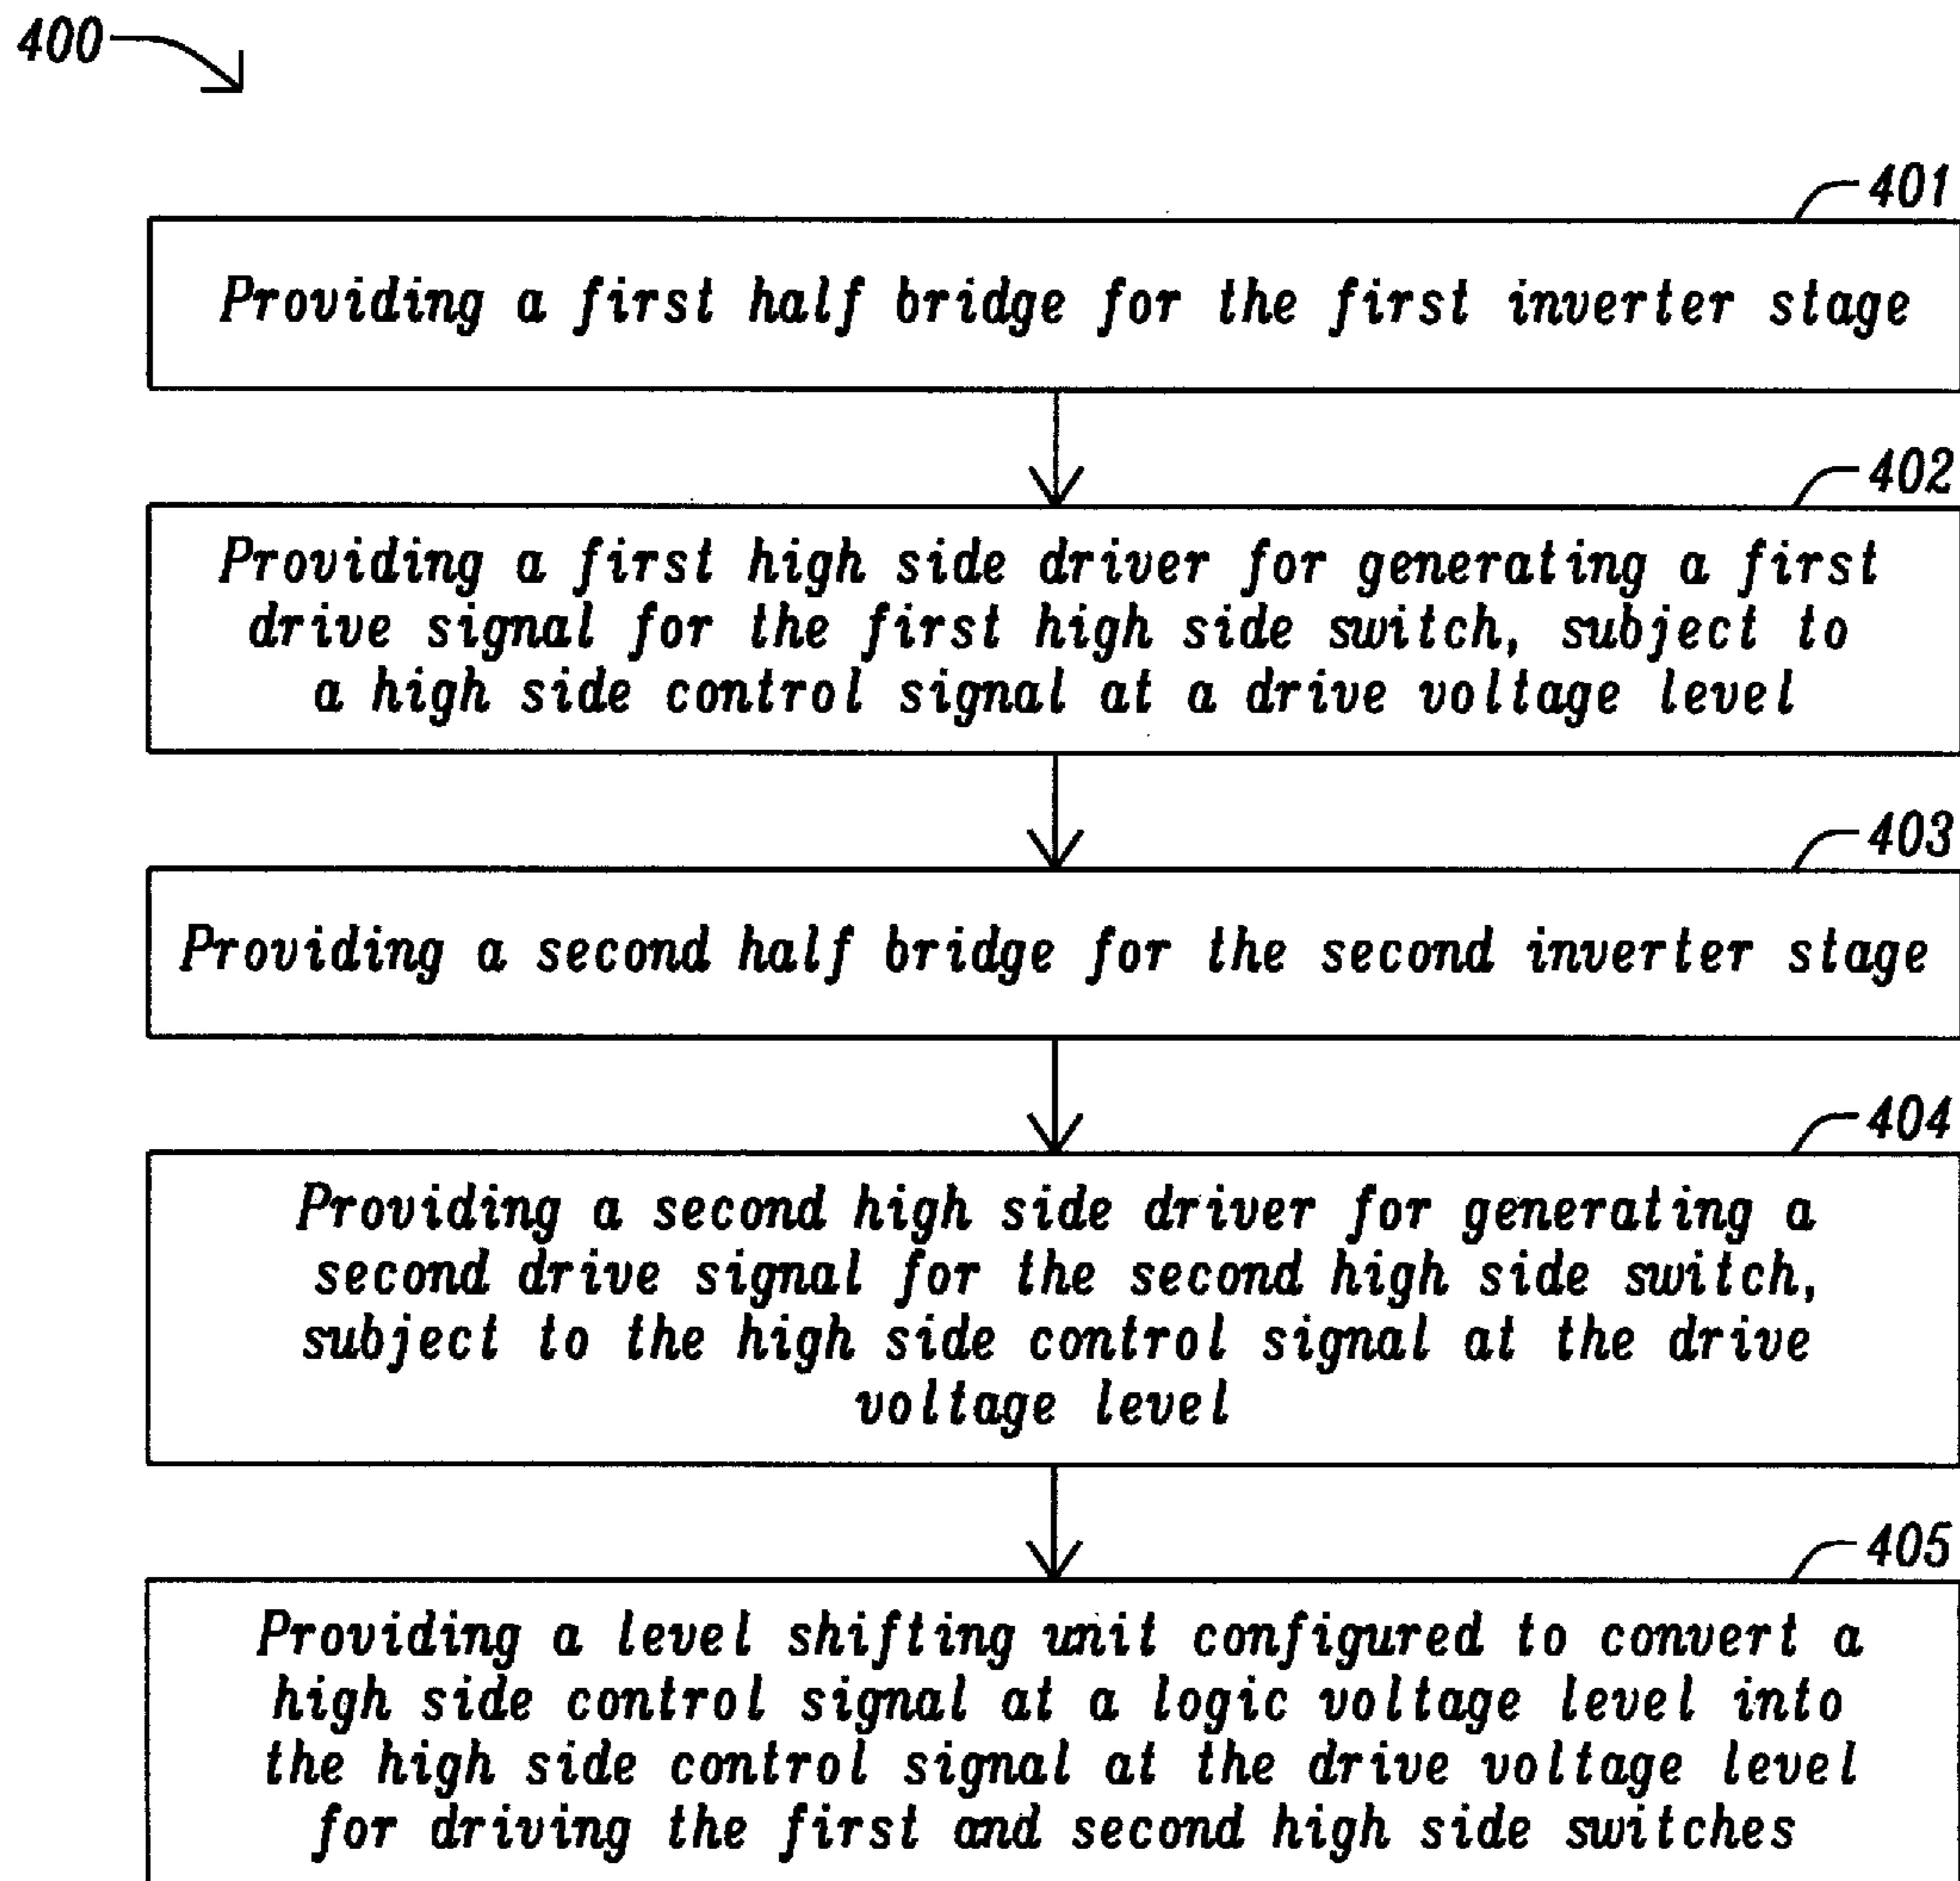 400
401
Providing a first half bridge for the first inverter stage
402
Providing a first high side driver for generating a first
drive signal for the first high side switch, subject to
a high side control signal at a drive voltage level
403
Providing a second half bridge for the second inverter stage
404
Providing a second high side driver for generating a
second drive signal for the second high side switch,
subject to the high side control signal at the drive
voltage level
405
Providing a level shifting unit configured to convert a
high side control signal at a logic voltage level into
the high side control signal at the drive voltage level
for driving the first and second high side switches